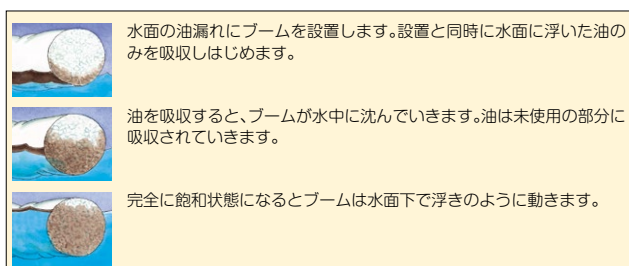 水面の油漏れにブームを設置します。設置と同時に水面に浮いた油の
みを吸収しはじめます。
油を吸収すると、ブームが水中に沈んでいきます。油は未使用の部分に
吸収されていきます。
完全に飽和状態になるとブームは水面下で浮きのように動きます。